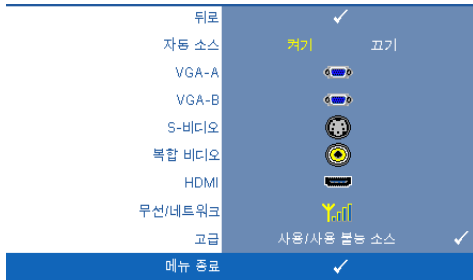 뒤로
자동 소스 켜기 끄기
VGA-A
VGA-B
S-비디오
복합 비디오
HDMI
무선/네트워크
고급 사용/사용 불능 소스
메뉴 종료